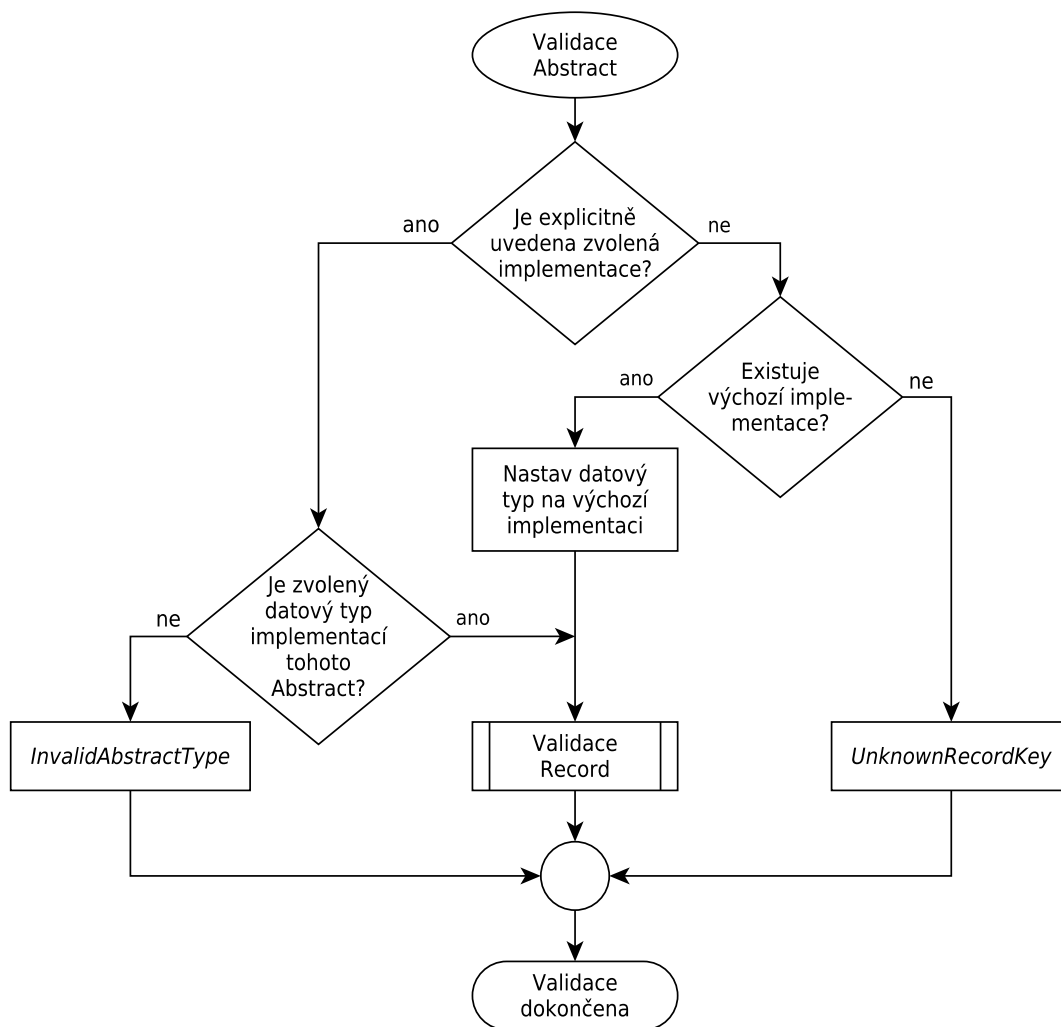 Validace
Abstract
Je explicitně
uvedena zvolená
implementace?
ano
ne
Existuje
výchozí imple-
mentace?
ano
ne
Nastav datový
typ na výchozí
implementaci
Je zvolený
datový typ
implementací
tohoto
Abstract?
ne
ano
InvalidAbstractType
Validace
Record
UnknownRecordKey
Validace
dokončena